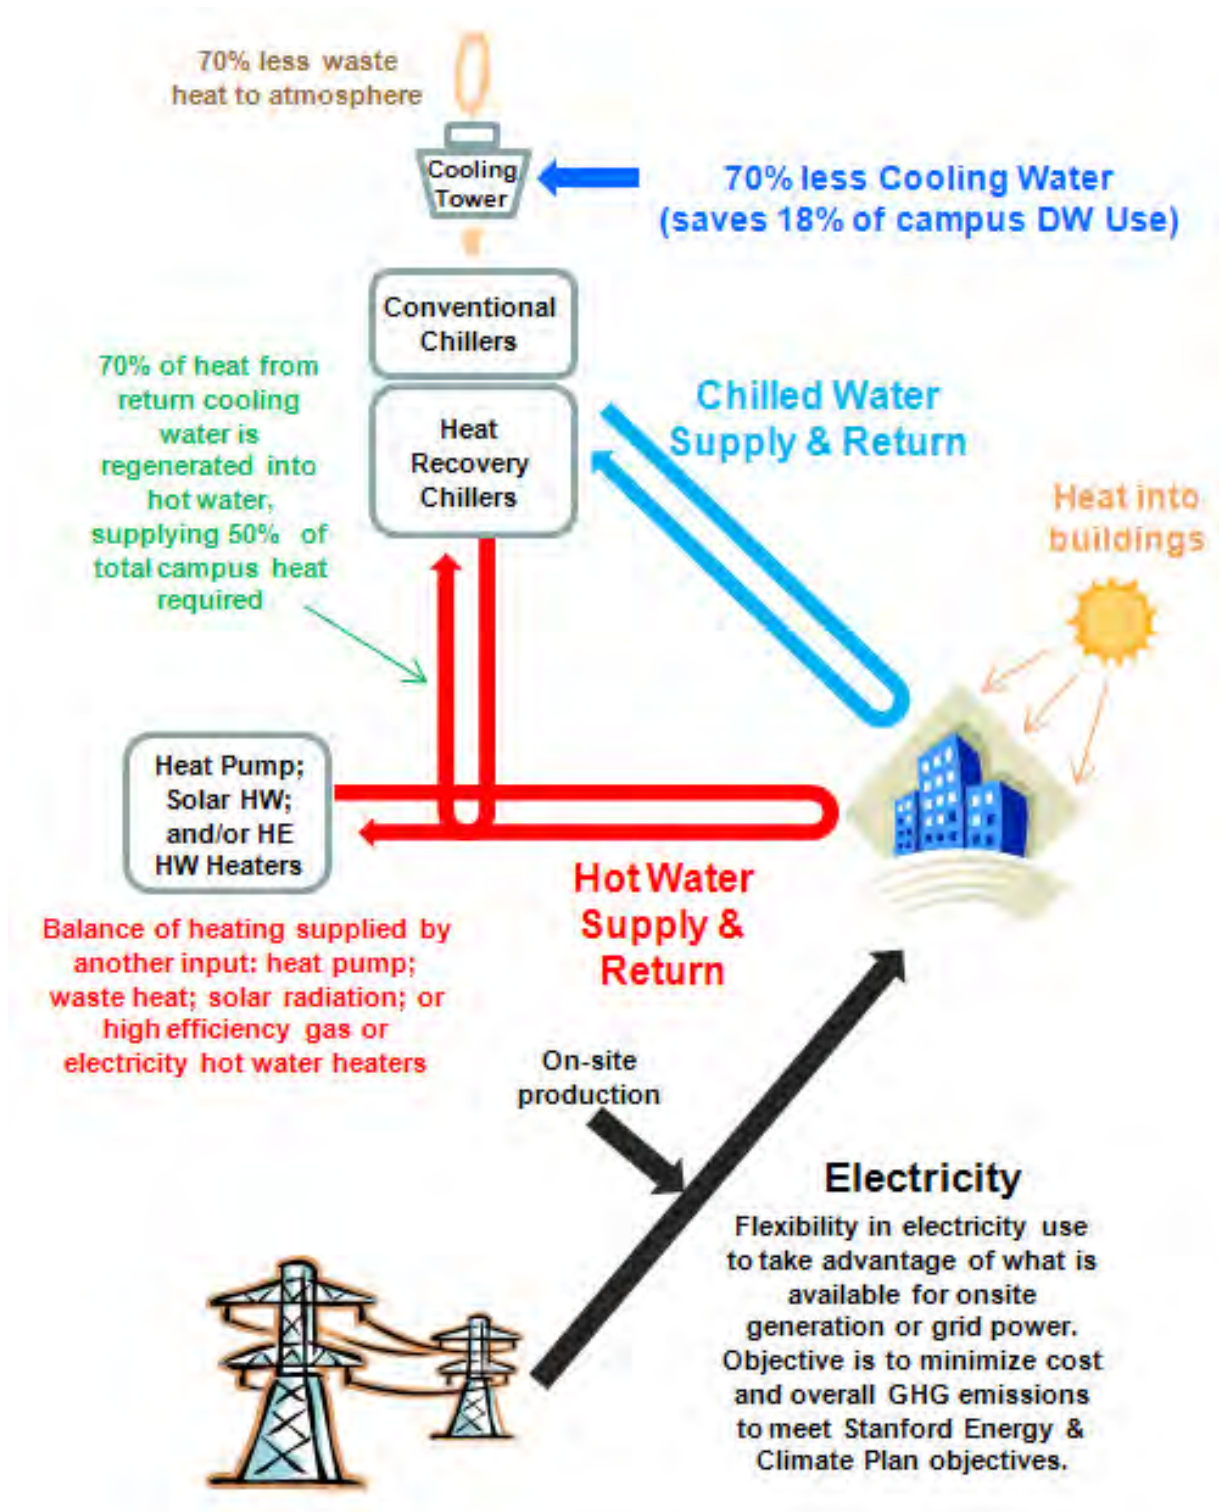 70% less waste
heat to atmosphere
Cooling
Tower
70% less Cooling Water
(saves 18% of campus DW Use)
Conventional
Chillers
70% of heat from
return cooling
water is
regenerated into
hot water,
supplying 50% of
total campus heat
required
Heat
Recovery
Chillers
Chilled Water
Supply & Return
Heat into
buildings
Heat Pump;
Solar HW;
and/or HE
HW Heaters
Hot Water
Supply &
Return
Balance of heating supplied by
another input: heat pump;
waste heat; solar radiation; or
high efficiency gas or
electricity hot water heaters
On-site
production
Electricity
Flexibility in electricity use
to take advantage of what is
available for onsite
generation or grid power.
Objective is to minimize cost
and overall GHG emissions
to meet Stanford Energy &
Climate Plan objectives.